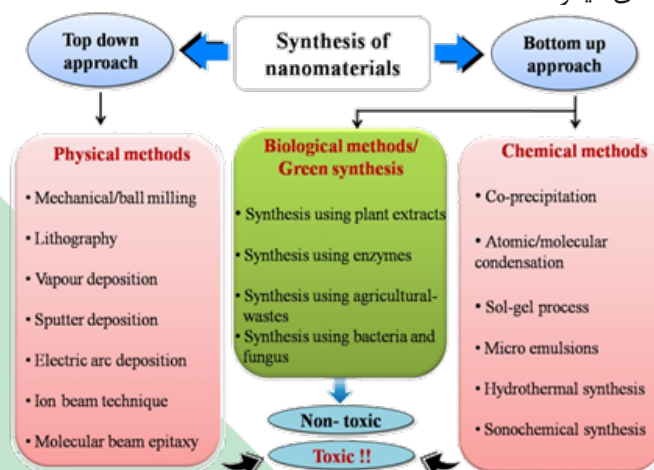 Synthesis of
nanomaterials
Top down
approach
Bottom up
approach
Physical methods
• Mechanical/ball milling
• Lithography
• Vapour deposition
• Sputter deposition
• Electric arc deposition
• Ion beam technique
• Molecular beam epitaxy
Biological methods/
Green synthesis
• Synthesis using plant extracts
• Synthesis using enzymes
• Synthesis using agricultural-
wastes
• Synthesis using bacteria and
fungus
Chemical methods
• Co-precipitation
• Atomic/molecular
condensation
• Sol-gel process
• Micro emulsions
• Hydrothermal synthesis
• Sonochemical synthesis
Non- toxic
Toxic !!